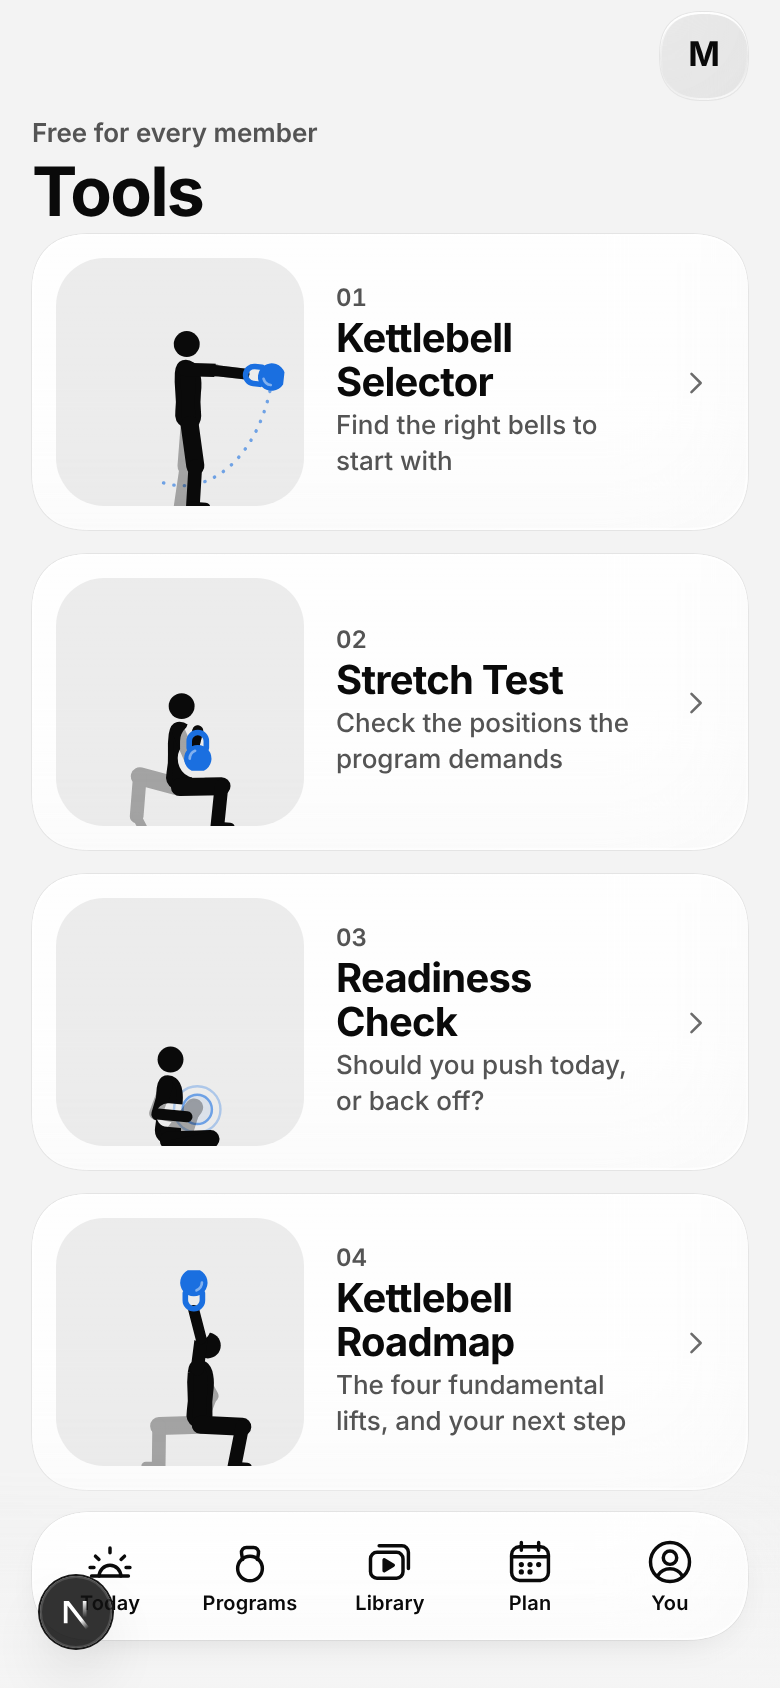 M
Free for every member
Tools
01
Kettlebell
Selector
Find the right bells to
start with
02
Stretch Test
Check the positions the
program demands
03
Readiness
Check
Should you push today,
or back off?
04
Kettlebell
Roadmap
The four fundamental
lifts, and your next step
Today
Programs
Library
Plan
You
N